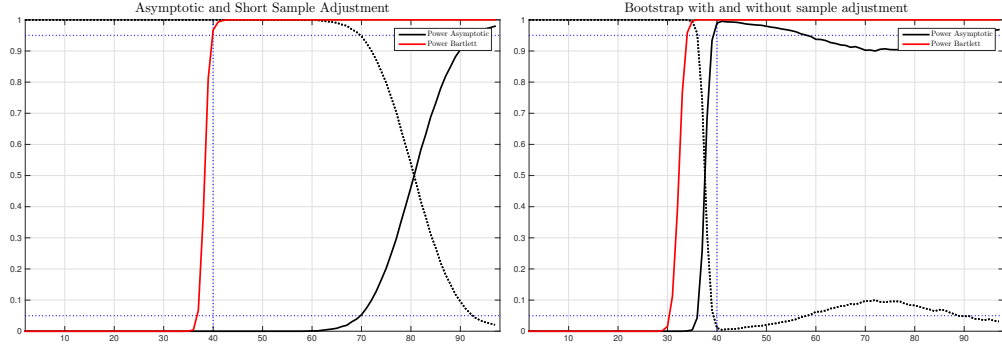 Asymptotic and Short Sample Adjustment
1
0.9
0.8
0.7
0.6
0.5
0.4
0.3
0.2
0.1
0
10 20 30 40 50 60 70 80 90
Power Asymptotic
Power Bartlett
Bootstrap with and without sample adjustment
1
0.9
0.8
0.7
0.6
0.5
0.4
0.3
0.2
0.1
0
10 20 30 40 50 60 70 80 90
Power Asymptotic
Power Bartlett